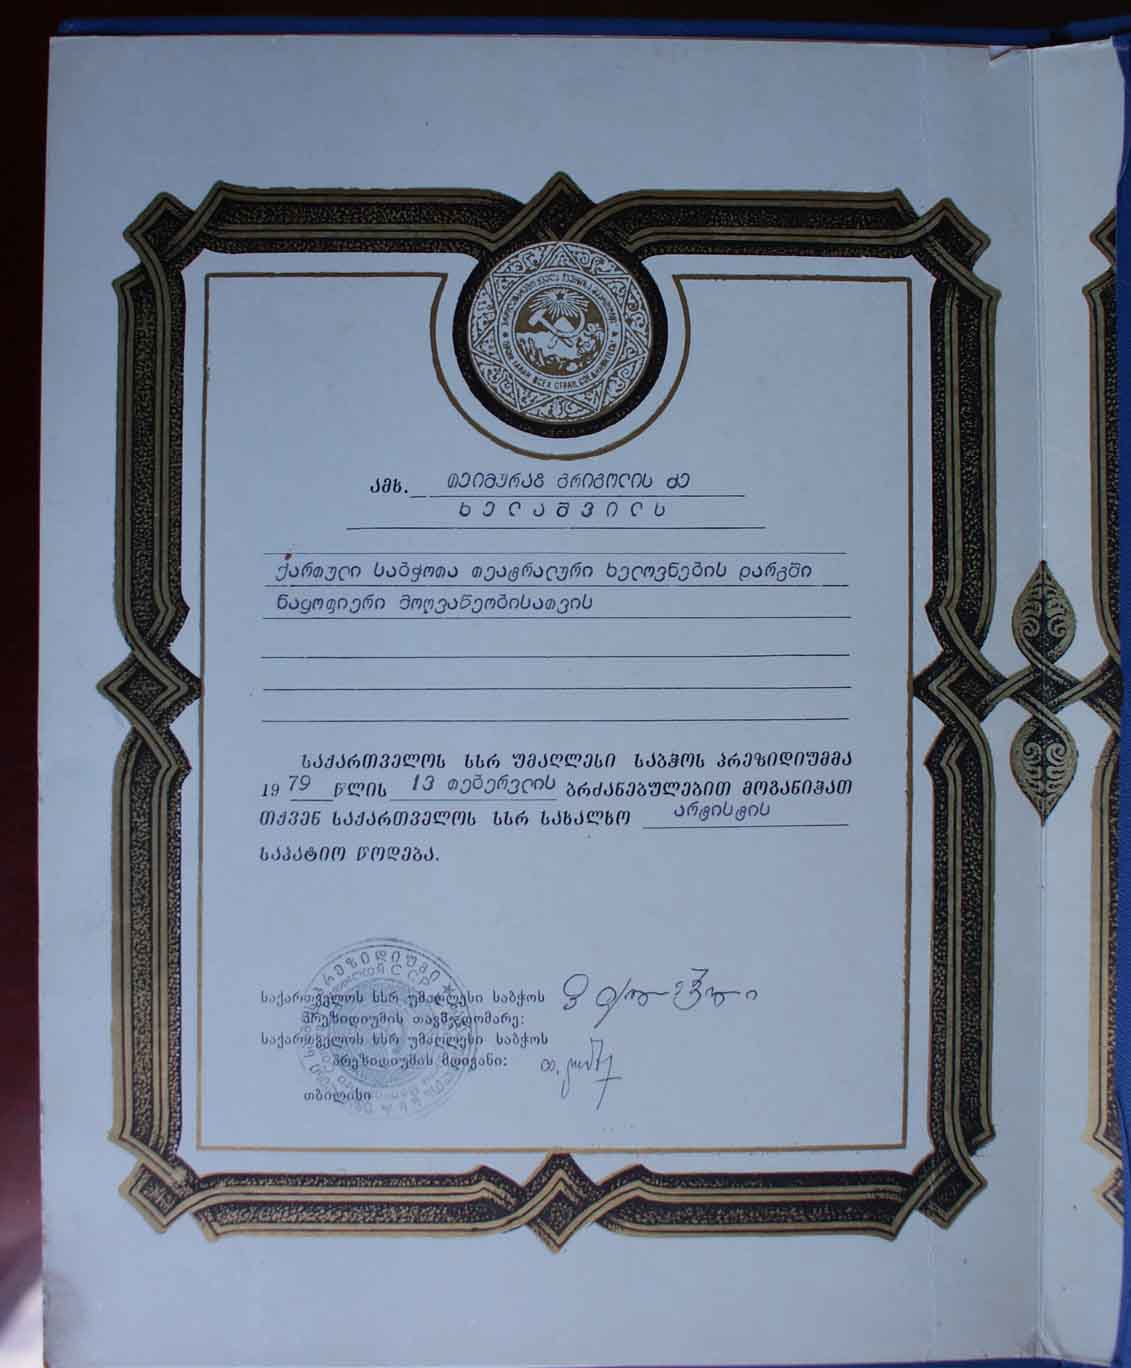 ამხ. თეიმურაზ გრიგოლის ძე
ხელაშვილს
ქართული საბჭოთა თეატრალური ხელოვნების დარგში
ნაყოფიერი მოღვაწეობისათვის
საქართველოს სსრ უმაღლესი საბჭოს პრეზიდიუმმა
1979 წლის 13 თებერვლის ბრძანებულებით მოგანიჭათ
თქვენ საქართველოს სსრ სახალხო არტისტის
საპატიო წოდება.
საქართველოს სსრ უმაღლესი საბჭოს
პრეზიდიუმის თავმჯდომარე:
საქართველოს სსრ უმაღლესი საბჭოს
პრეზიდიუმის მდივანი:
თბილისი